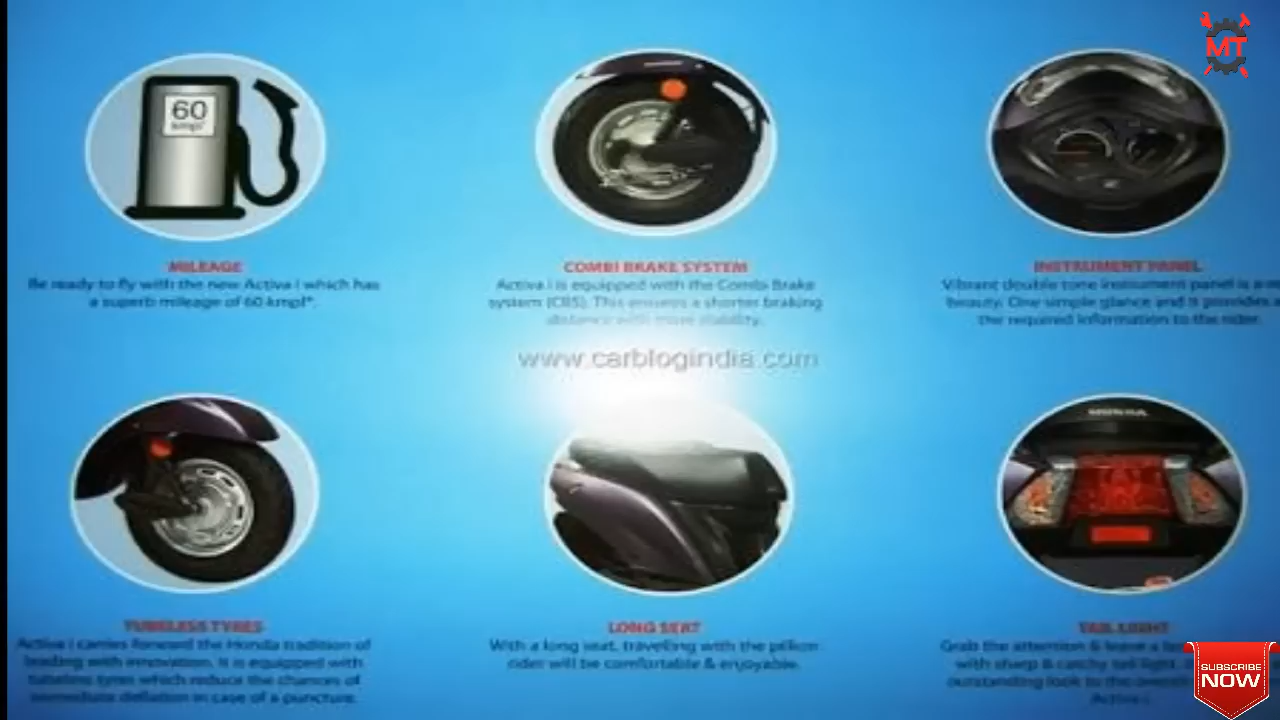 MT
60
kmpl
MILEAGE
Be ready to fly with the new Activa i which has
a superb mileage of 60 kmpl*.
COMBI BRAKE SYSTEM
Activa i is equipped with the Combi Brake
system (CBS). This ensures a shorter braking
distance with more stability.
INSTRUMENT PANEL
Vibrant double tone instrument panel is a
beauty. One simple glance and it provides
the required information to the rider.
www.carblogindia.com
HONDA
TUBELESS TYRES
Activa i carries forward the Honda tradition of
leading with innovation. It is equipped with
tubeless tyres which reduce the chances of
immediate deflation in case of a puncture.
LONG SEAT
With a long seat, travelling with the pillion
rider will be comfortable & enjoyable.
TAIL LIGHT
Grab the attention & leave a
with sharp & catchy tail light.
outstanding look to the
Activa i.
SUBSCRIBE
NOW